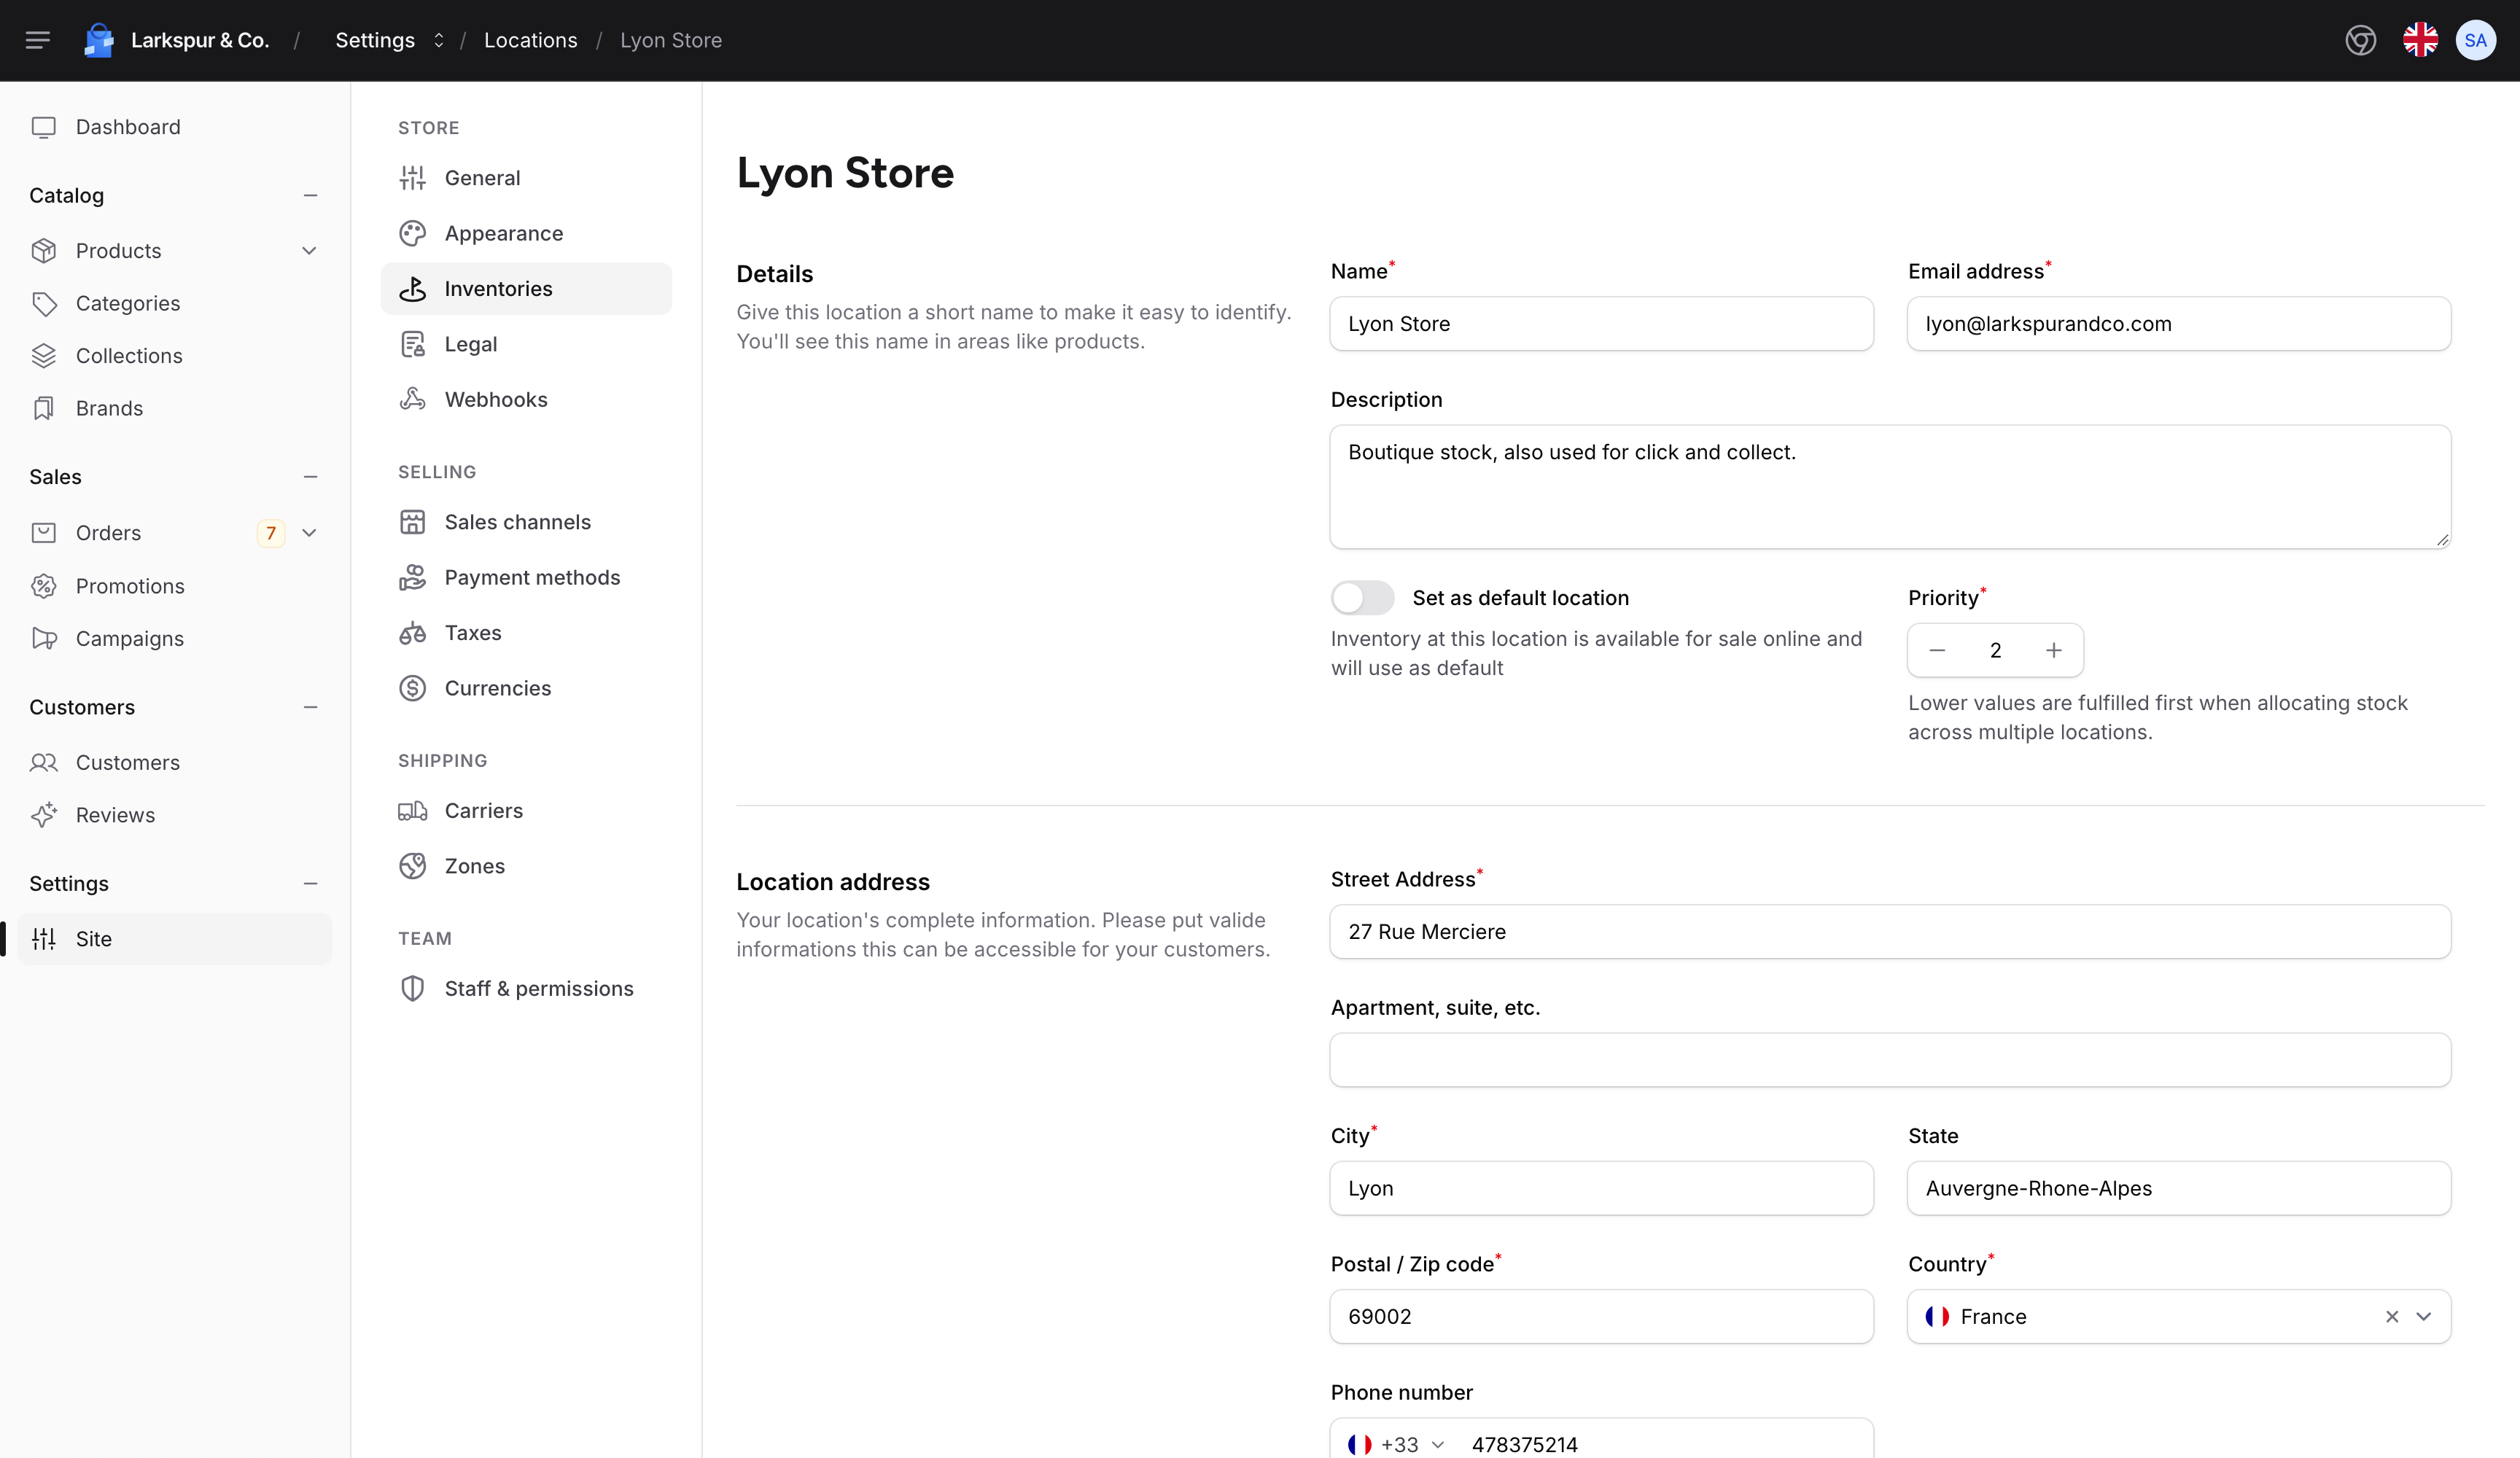 Larkspur & Co. / Settings / Locations / Lyon Store
SA
Dashboard
Catalog
Products
Categories
Collections
Brands
Sales
Orders 7
Promotions
Campaigns
Customers
Customers
Reviews
Settings
Site
STORE
General
Appearance
Inventories
Legal
Webhooks
SELLING
Sales channels
Payment methods
Taxes
Currencies
SHIPPING
Carriers
Zones
TEAM
Staff & permissions
Lyon Store
Details
Give this location a short name to make it easy to identify.
You'll see this name in areas like products.
Name*
Lyon Store
Email address*
lyon@larkspurandco.com
Description
Boutique stock, also used for click and collect.
Set as default location
Inventory at this location is available for sale online and
will use as default
Priority*
2
Lower values are fulfilled first when allocating stock
across multiple locations.
Location address
Your location's complete information. Please put valide
informations this can be accessible for your customers.
Street Address*
27 Rue Merciere
Apartment, suite, etc.
City*
Lyon
State
Auvergne-Rhone-Alpes
Postal / Zip code*
69002
Country*
France
Phone number
+33 478375214